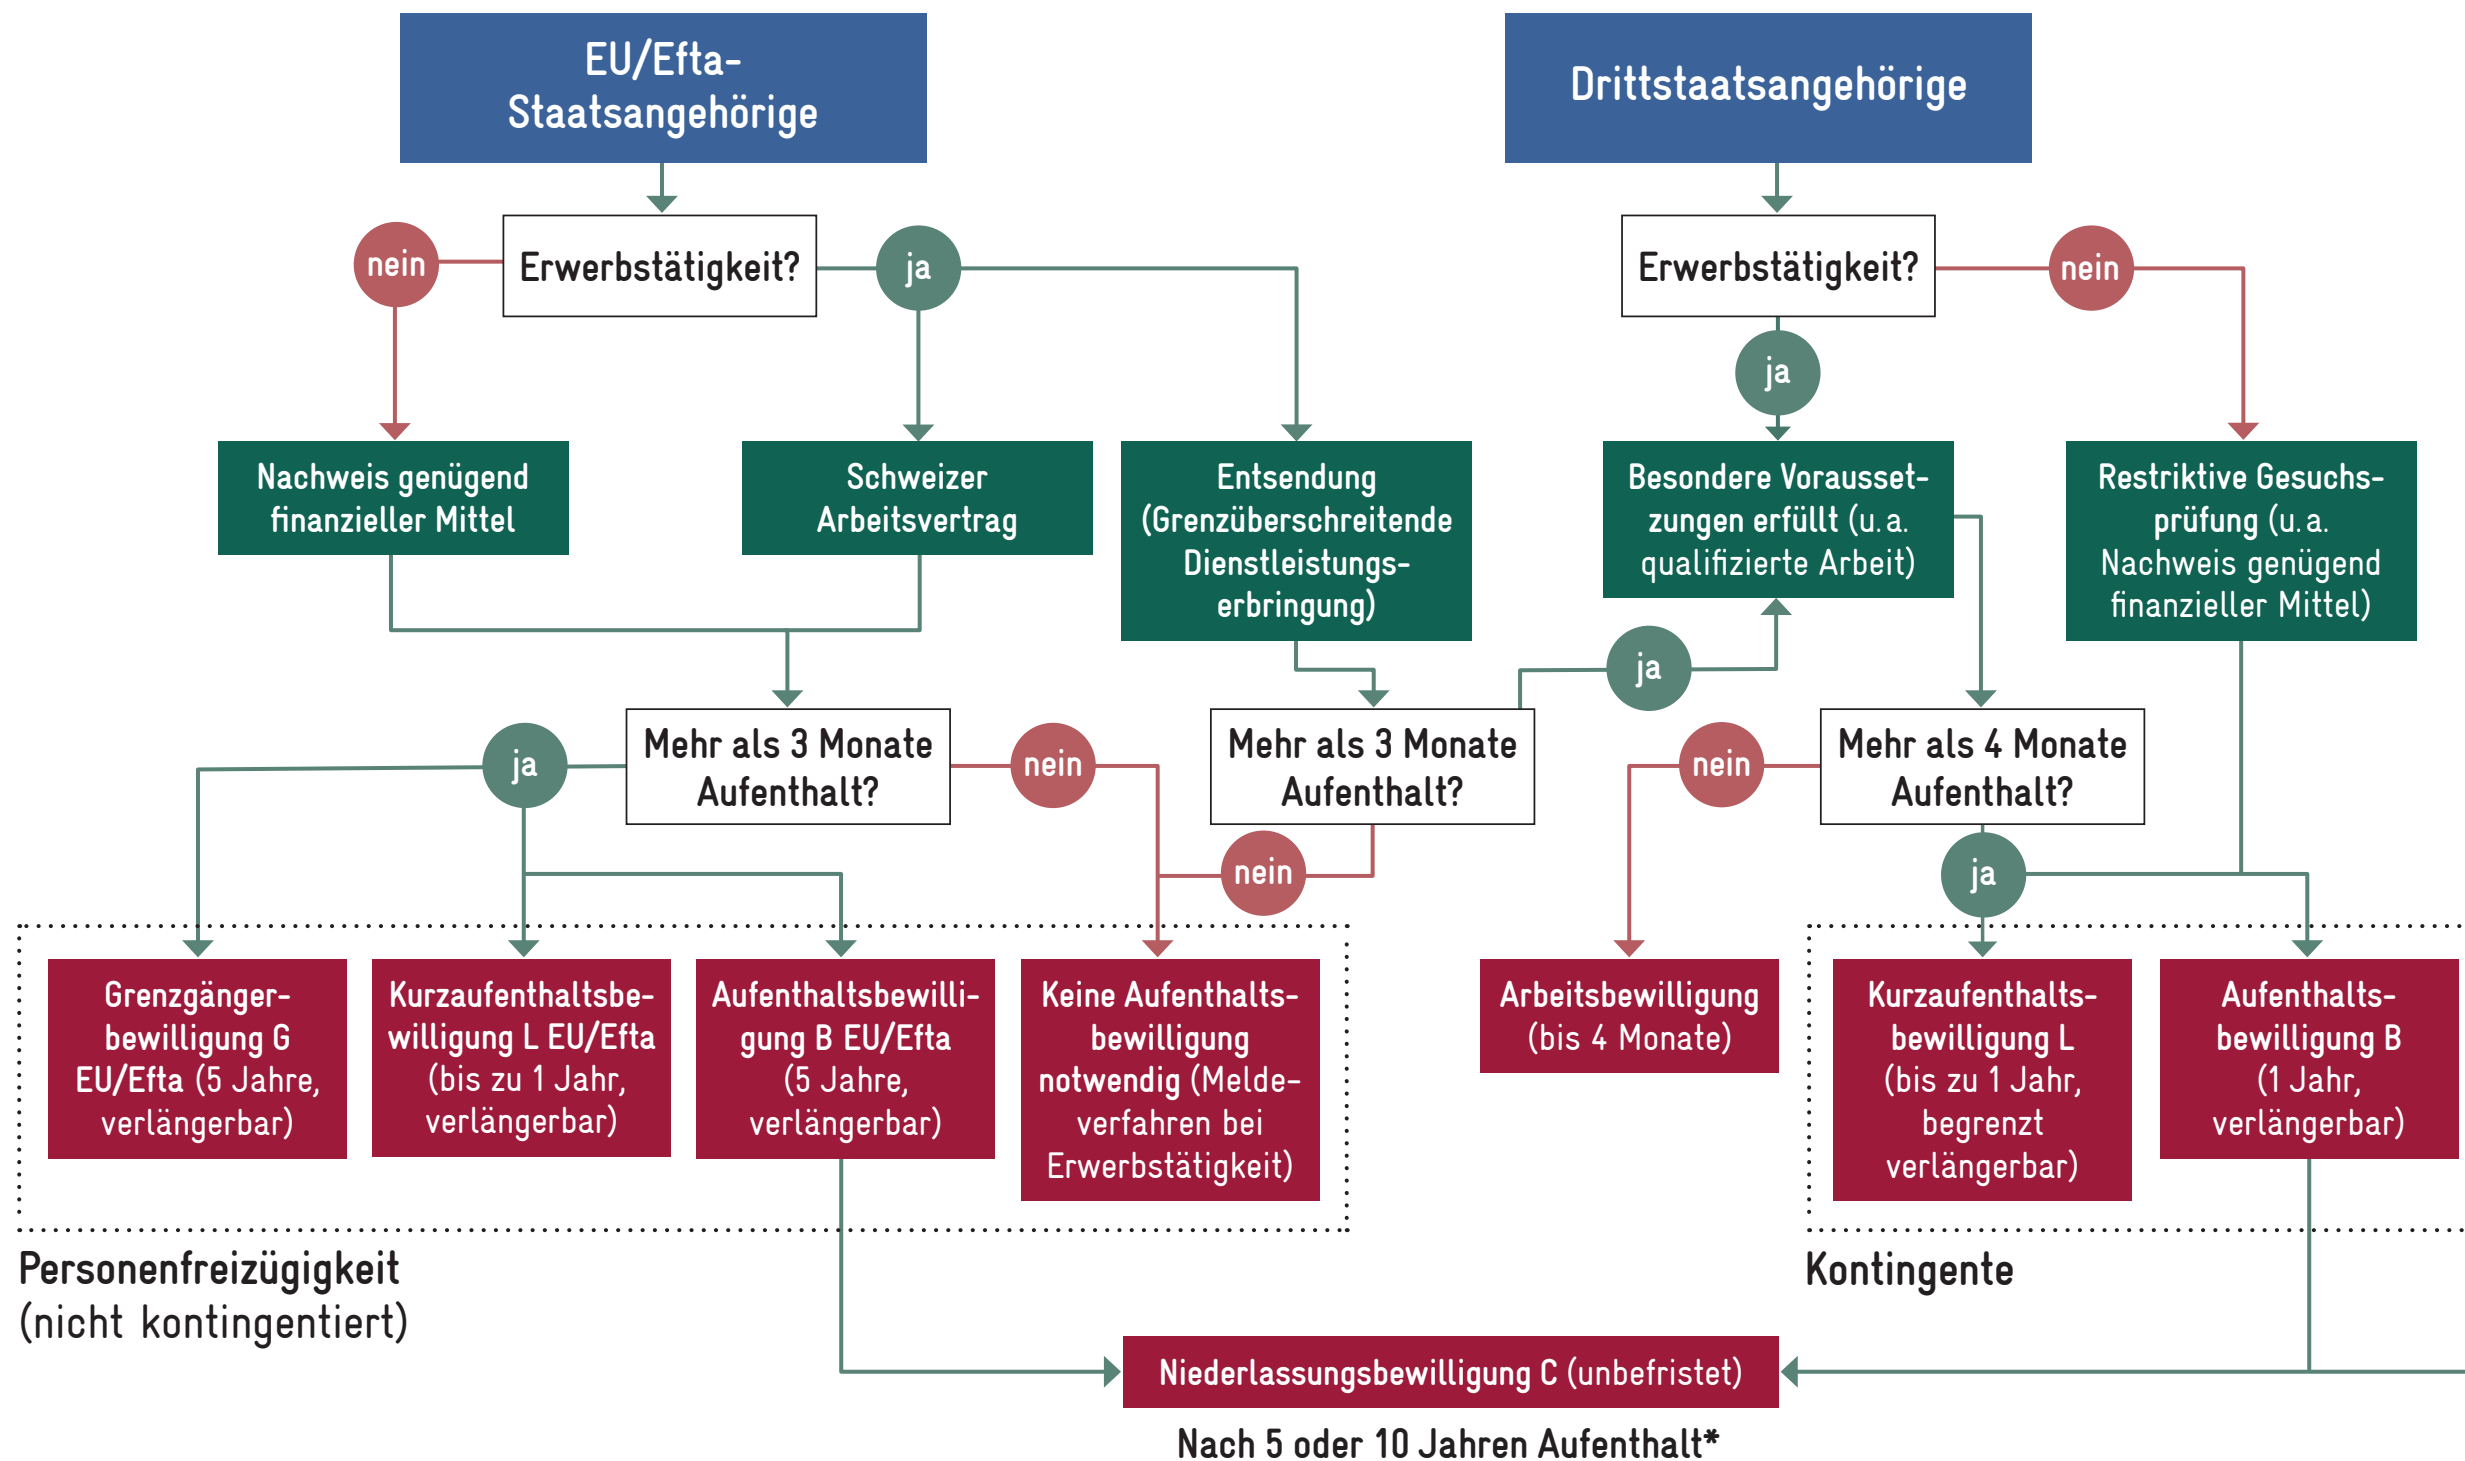 EU/Efta-
Staatsangehörige
Drittstaatsangehörige
nein
Erwerbstätigkeit?
ja
Erwerbstätigkeit?
nein
ja
Nachweis genügend
finanzieller Mittel
Schweizer
Arbeitsvertrag
Entsendung
(Grenzüberschreitende
Dienstleistungs-
erbringung)
Besondere Vorausset-
zungen erfüllt (u. a.
qualifizierte Arbeit)
Restriktive Gesuchs-
prüfung (u. a.
Nachweis genügend
finanzieller Mittel)
ja
ja
Mehr als 3 Monate
Aufenthalt?
nein
Mehr als 3 Monate
Aufenthalt?
nein
nein
Mehr als 4 Monate
Aufenthalt?
ja
Grenzgänger-
bewilligung G
EU/Efta (5 Jahre,
verlängerbar)
Kurzaufenthaltsbe-
willigung L EU/Efta
(bis zu 1 Jahr,
verlängerbar)
Aufenthaltsbewilli-
gung B EU/Efta
(5 Jahre,
verlängerbar)
Keine Aufenthalts-
bewilligung
notwendig (Melde-
verfahren bei
Erwerbstätigkeit)
Arbeitsbewilligung
(bis 4 Monate)
Kurzaufenthalts-
bewilligung L
(bis zu 1 Jahr,
begrenzt
verlängerbar)
Aufenthalts-
bewilligung B
(1 Jahr,
verlängerbar)
Personenfreizügigkeit
(nicht kontingentiert)
Kontingente
Niederlassungsbewilligung C (unbefristet)
Nach 5 oder 10 Jahren Aufenthalt*